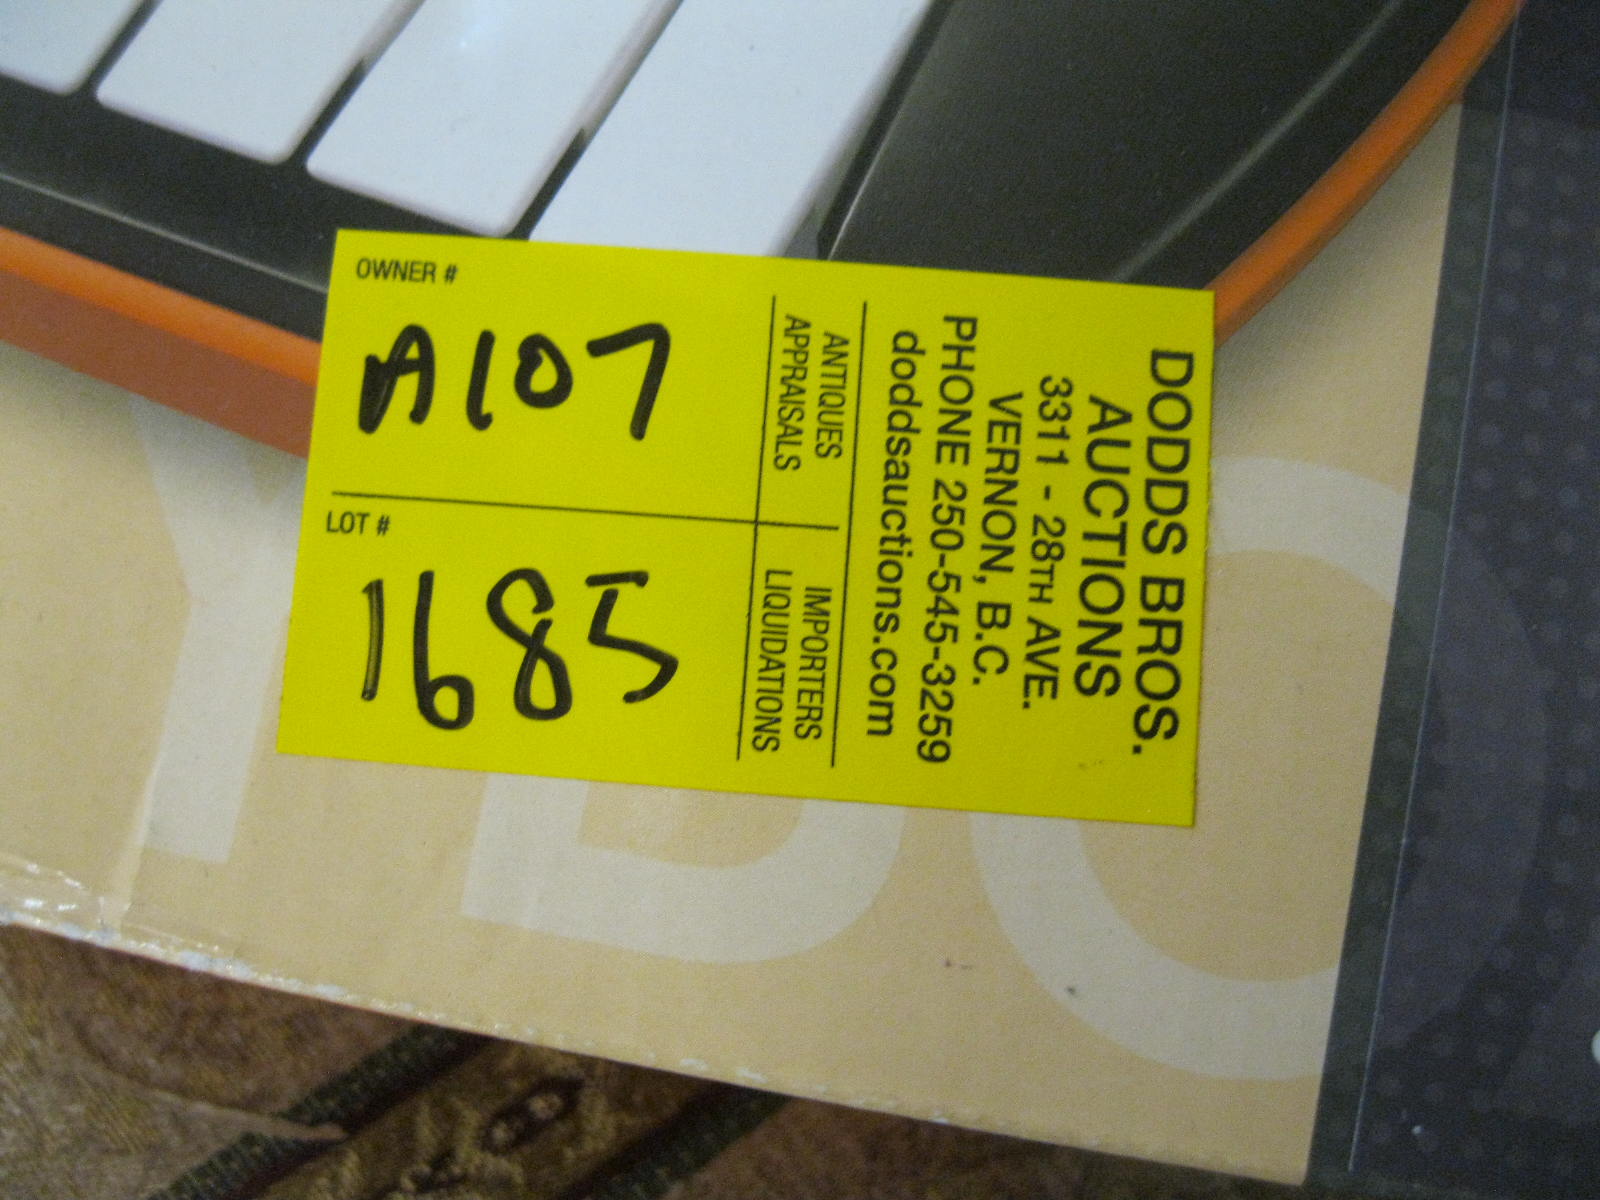 DODDS BROS.
AUCTIONS
3311 - 28TH AVE.
VERNON, B.C.
PHONE 250-545-3259
doddsauctions.com
ANTIQUES
APPRAISALS
IMPORTERS
LIQUIDATIONS
OWNER #
A107
LOT #
1685